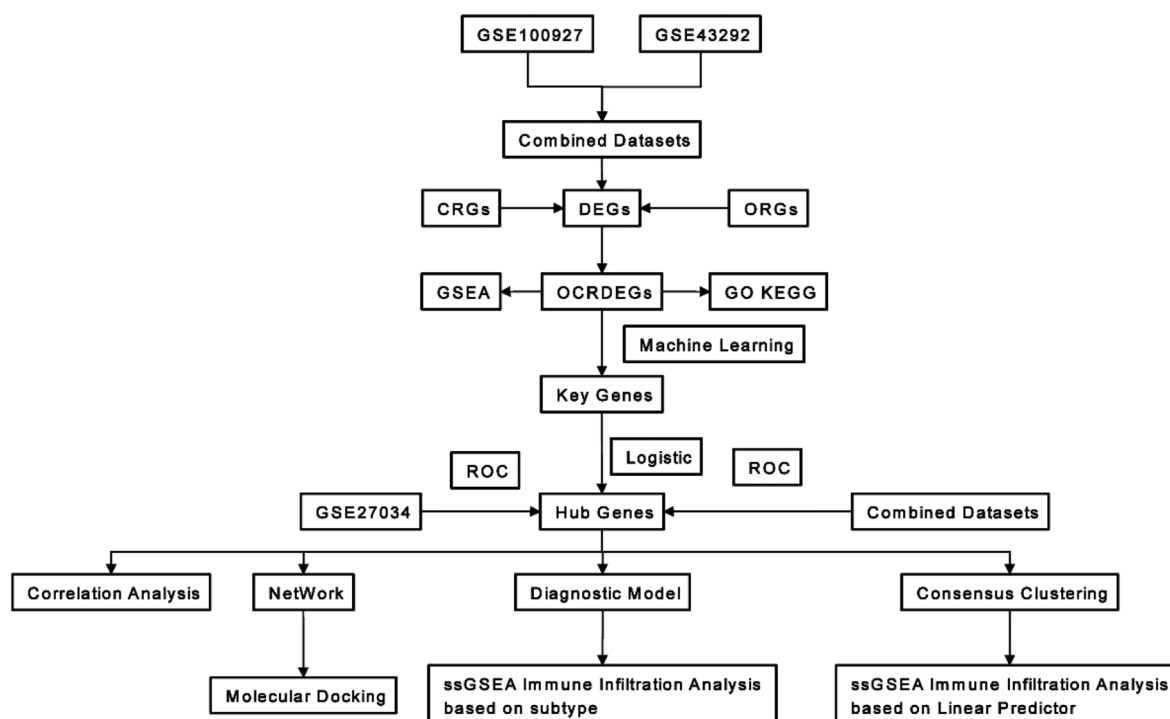 GSE100927
GSE43292
Combined Datasets
CRGs
DEGs
ORGs
GSEA
OCRDEGs
GO KEGG
Machine Learning
Key Genes
Logistic
ROC
ROC
GSE27034
Hub Genes
Combined Datasets
Correlation Analysis
NetWork
Diagnostic Model
Consensus Clustering
Molecular Docking
ssGSEA Immune Infiltration Analysis
based on subtype
ssGSEA Immune Infiltration Analysis
based on Linear Predictor